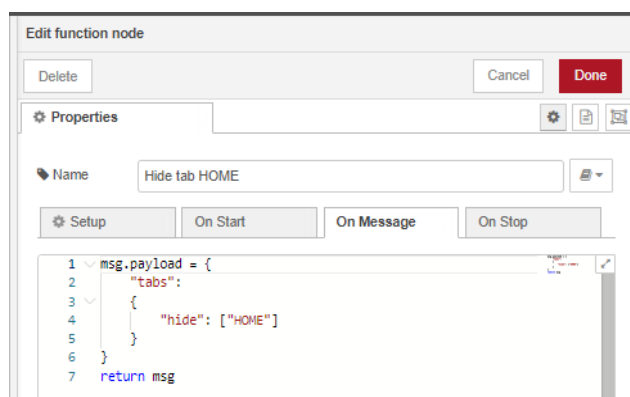 Edit function node
Delete Cancel Done
Properties
Name Hide tab HOME
Setup On Start On Message On Stop
1 msg.payload = {
2 "tabs":
3 {
4 "hide": ["HOME"]
5 }
6 }
7 return msg